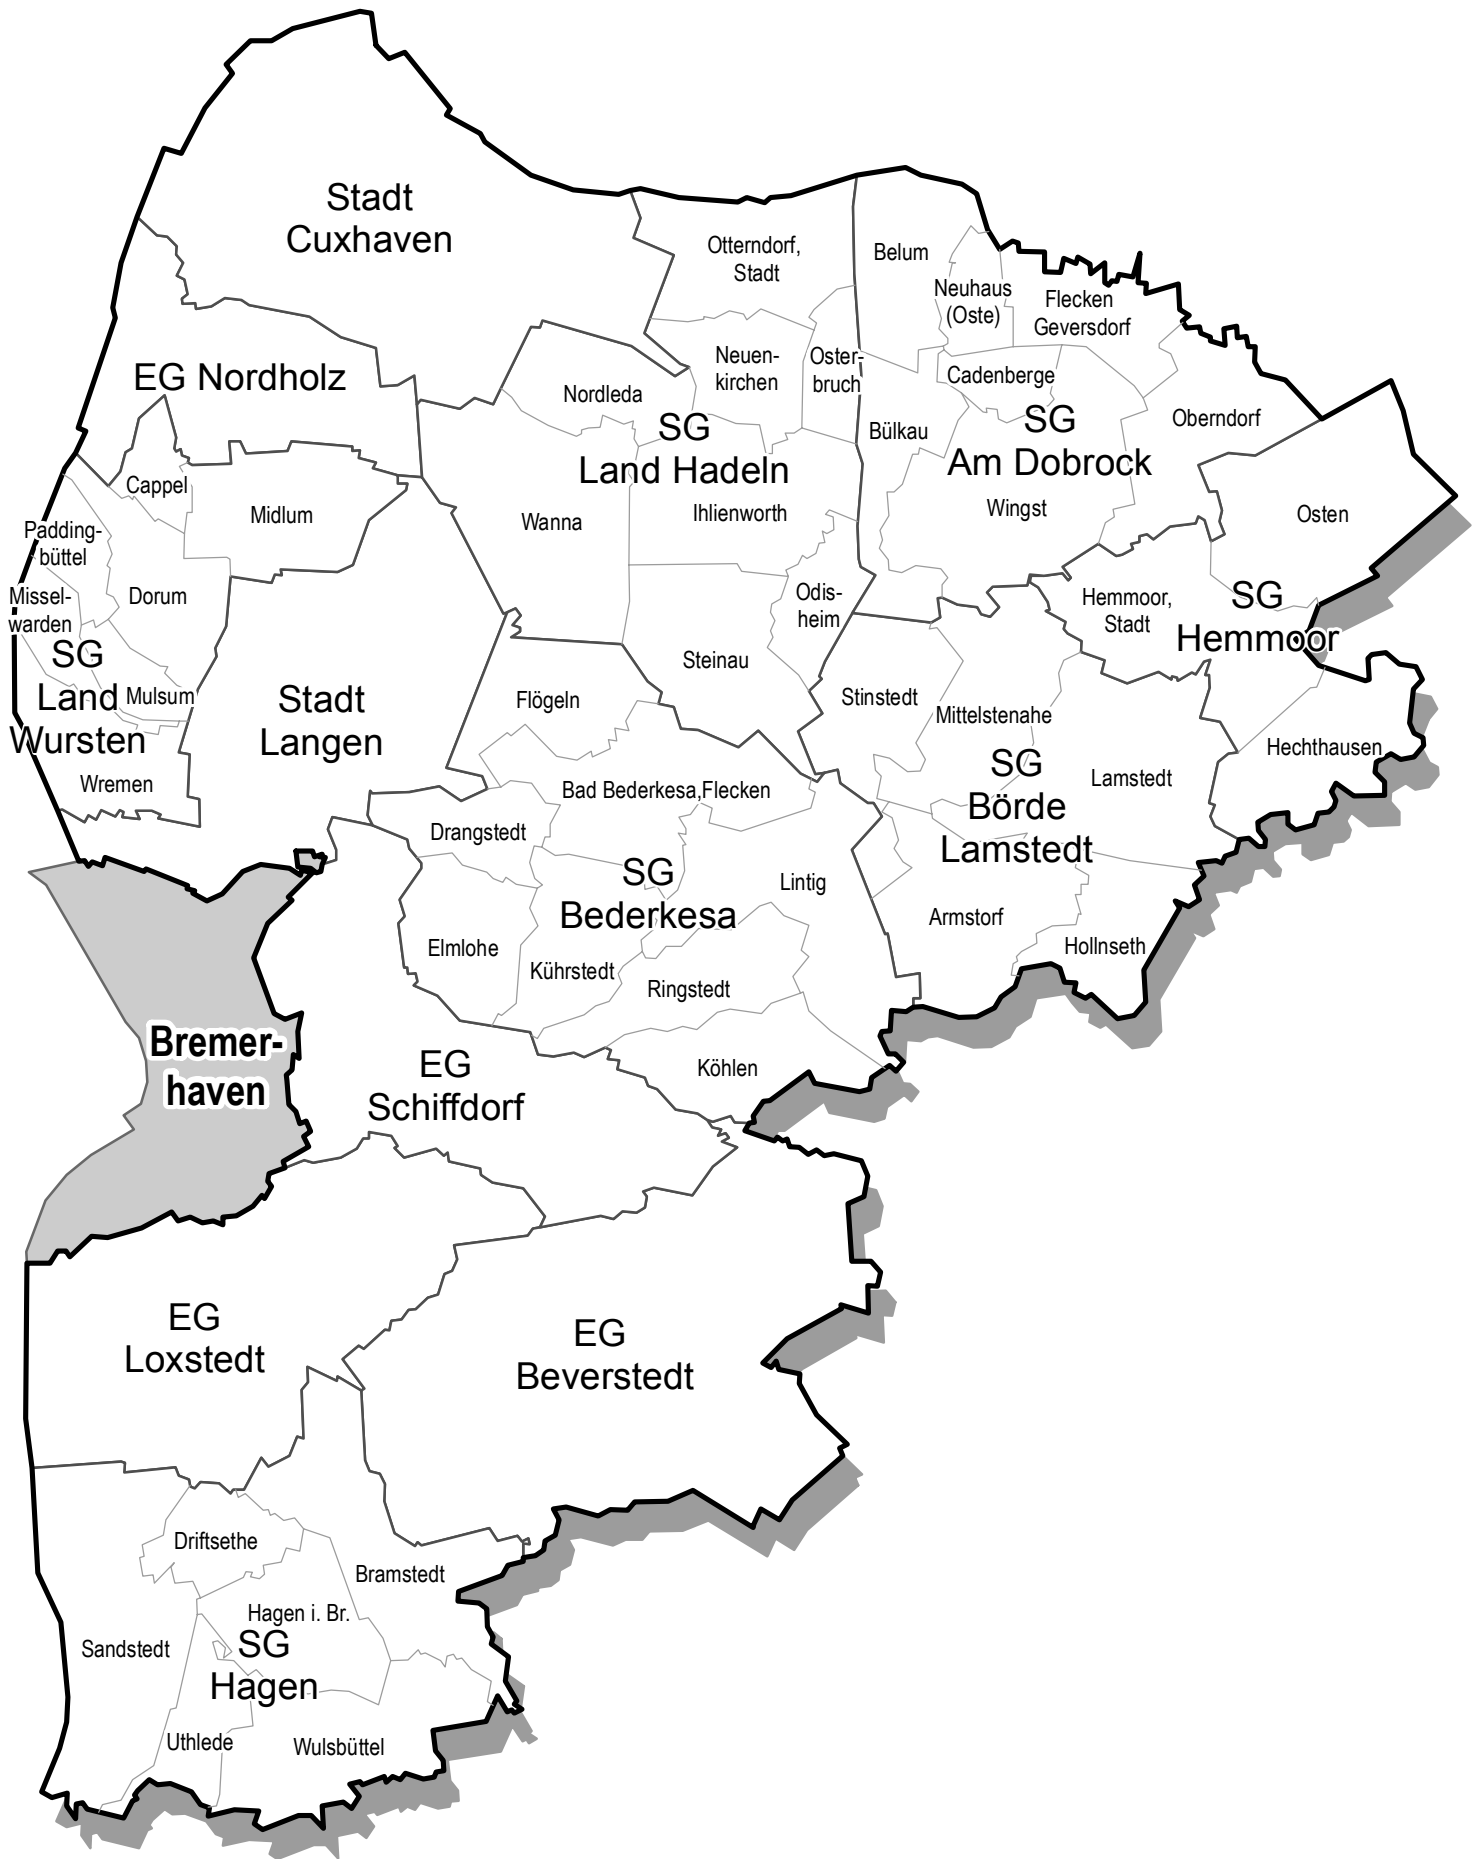 Stadt
Cuxhaven
Otterndorf,
Stadt
Belum
Neuhaus
(Oste)
Flecken
Geversdorf
EG Nordholz
Nordleda
Neuen-
kirchen
Oster-
bruch
Cadenberge
Oberndorf
SG
Land Hadeln
Bülkau
SG
Am Dobrock
Cappel
Midlum
Wanna
Ihlienworth
Wingst
Osten
Padding-
büttel
Missel-
warden
Dorum
Odis-
heim
Hemmoor,
Stadt
SG
Hemmoor
SG
Land
Wursten
Mulsum
Wremen
Stadt
Langen
Flögeln
Steinau
Stinstedt
Mittelstenahe
SG
Börde
Lamstedt
Lamstedt
Hechthausen
Bad Bederkesa,Flecken
Drangstedt
SG
Bederkesa
Lintig
Elmlohe
Kührstedt
Ringstedt
Armstorf
Hollnseth
Bremer-
haven
EG
Schiffdorf
Köhlen
EG
Loxstedt
EG
Beverstedt
Driftsethe
Bramstedt
Hagen i. Br.
Sandstedt
SG
Hagen
Uthlede
Wulsbüttel